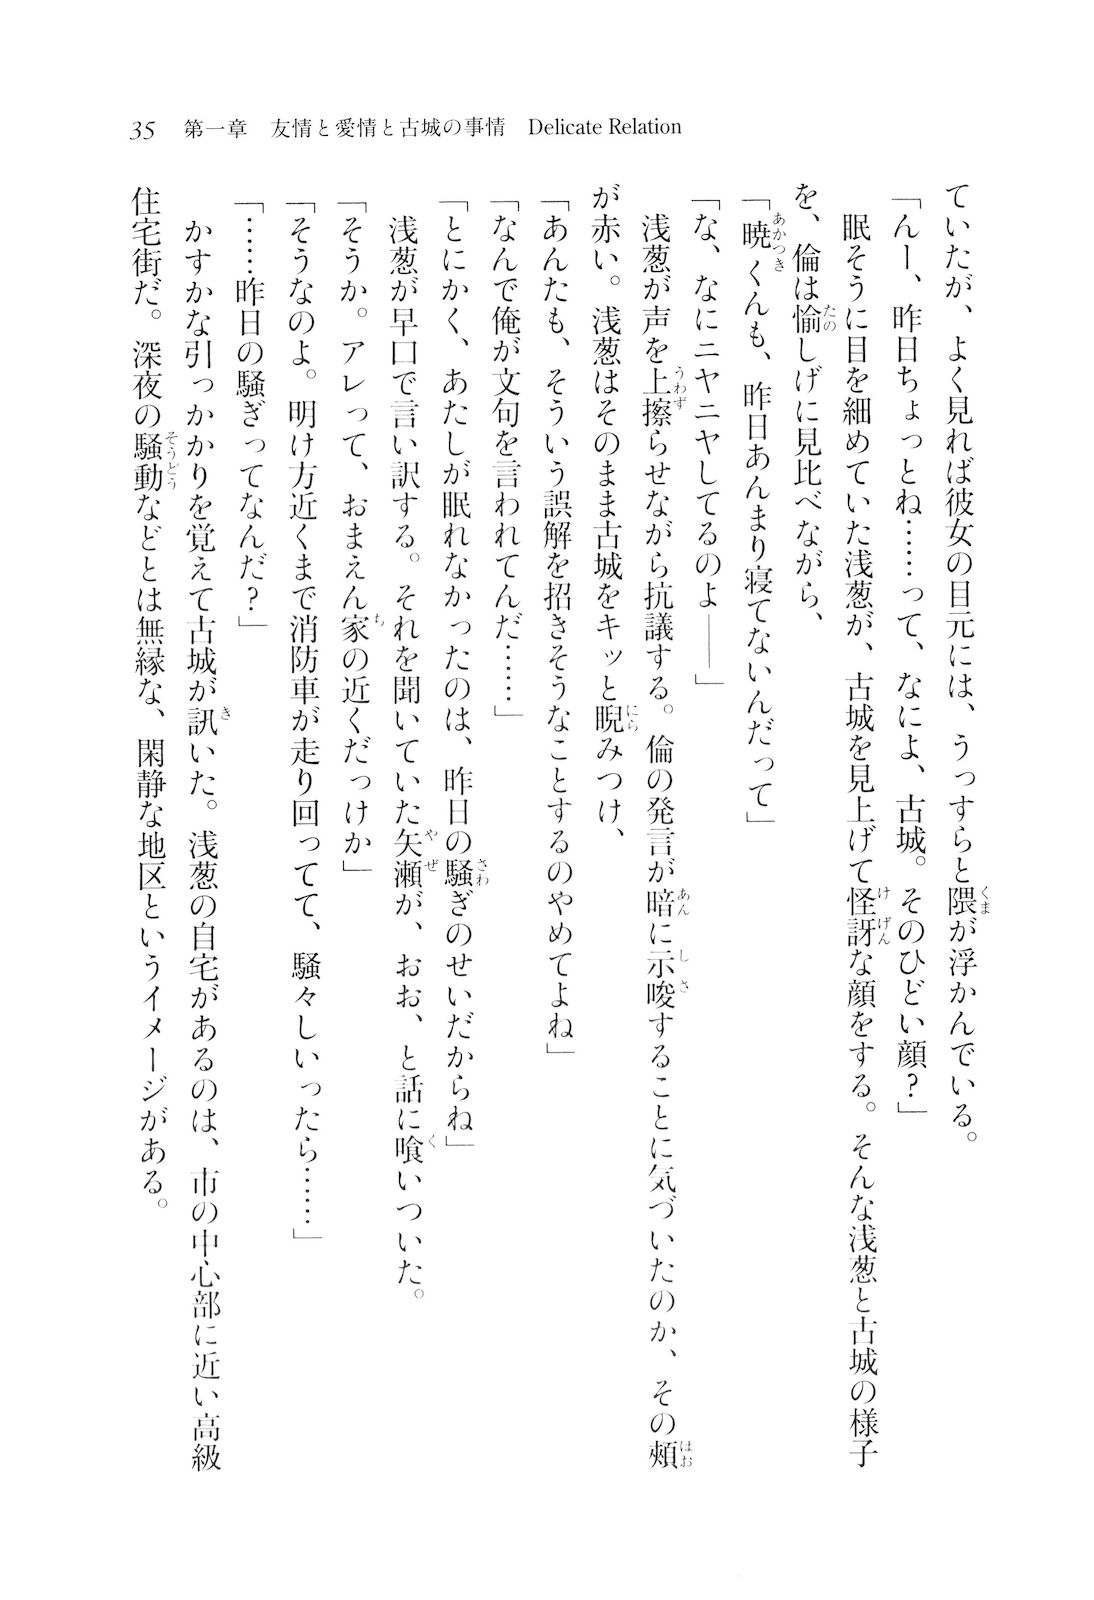 35　第一章　友情と愛情と古城の事情　Delicate Relation
ていたが、よく見れば彼女の目元には、うっすらと隈が浮かんでいる。
「んー、昨日ちょっとね……って、なによ、古城。そのひどい顔？」
　眠そうに目を細めていた浅葱が、古城を見上げて怪訝な顔をする。そんな浅葱と古城の様子
を、倫は愉しげに見比べながら、
「暁くんも、昨日あんまり寝てないんだって」
「な、なにニヤニヤしてるのよ——」
　浅葱が声を上擦らせながら抗議する。倫の発言が暗に示唆することに気づいたのか、その頰
が赤い。浅葱はそのまま古城をキッと睨みつけ、
「あんたも、そういう誤解を招きそうなことするのやめてよね」
「なんで俺が文句を言われてんだ……」
「とにかく、あたしが眠れなかったのは、昨日の騒ぎのせいだからね」
　浅葱が早口で言い訳する。それを聞いていた矢瀬が、おお、と話に喰いついた。
「そうか。アレって、おまえん家の近くだっけか」
「そうなのよ。明け方近くまで消防車が走り回ってて、騒々しいったら……」
「……昨日の騒ぎってなんだ？」
　かすかな引っかかりを覚えて古城が訊いた。浅葱の自宅があるのは、市の中心部に近い高級
住宅街だ。深夜の騒動などとは無縁な、閑静な地区というイメージがある。